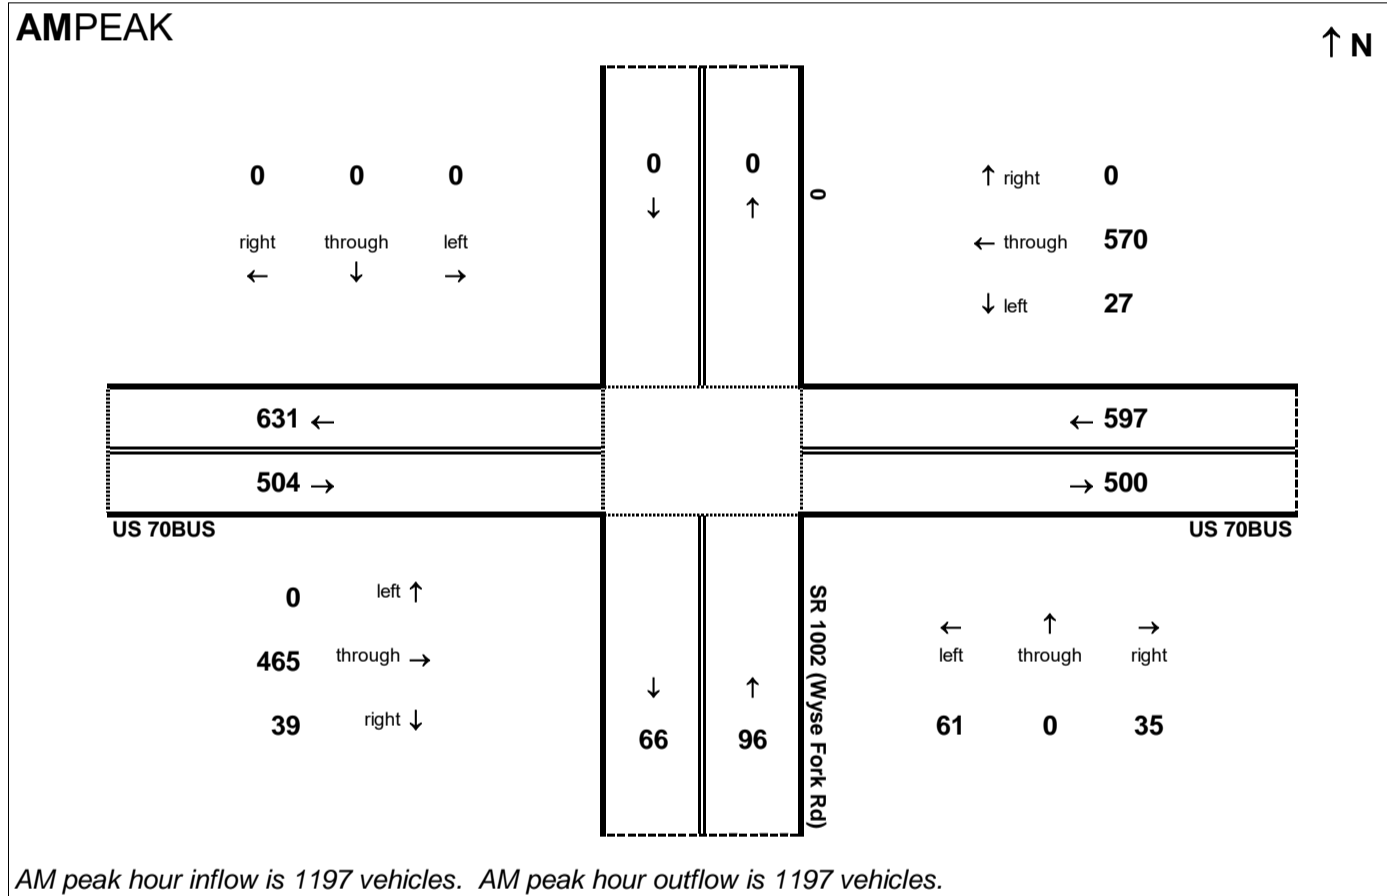 AMPEAK
↑ N
0 0 0
right through left
← ↓ →
0 0
↓ ↑
0
↑ right 0
← through 570
↓ left 27
631 ←
504 →
← 597
→ 500
US 70BUS
US 70BUS
0 left ↑
465 through →
39 right ↓
↓ ↑
66 96
SR 1002 (Wyse Fork Rd)
← ↑ →
left through right
61 0 35
AM peak hour inflow is 1197 vehicles. AM peak hour outflow is 1197 vehicles.